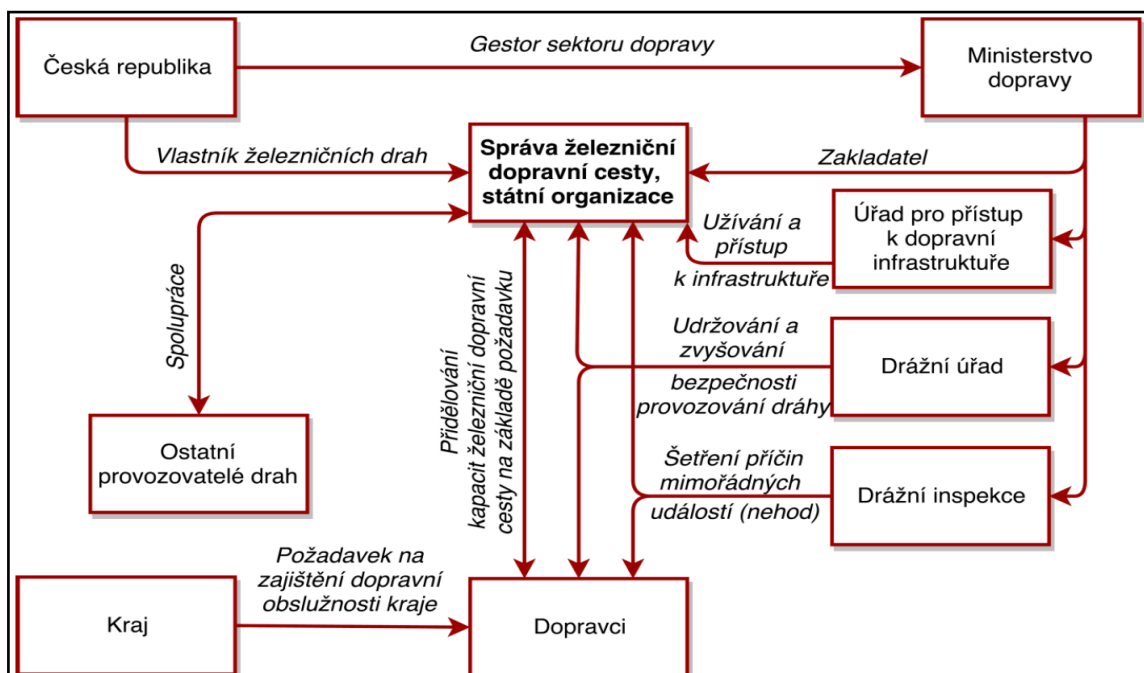 Česká republika
Gestor sektoru dopravy
Ministerstvo
dopravy
Vlastník železničních drah
Správa železniční
dopravní cesty,
státní organizace
Zakladatel
Užívání a
přístup
k infrastruktuře
Úřad pro přístup
k dopravní
infrastruktuře
Spolupráce
Přidělování
kapacit železniční dopravní
cesty na základě požadavku
Udržování a
zvyšování
bezpečnosti
provozování dráhy
Drážní úřad
Ostatní
provozovatelé drah
Šetření příčin
mimořádných
událostí (nehod)
Drážní inspekce
Požadavek na
zajištění dopravní
obslužnosti kraje
Kraj
Dopravci